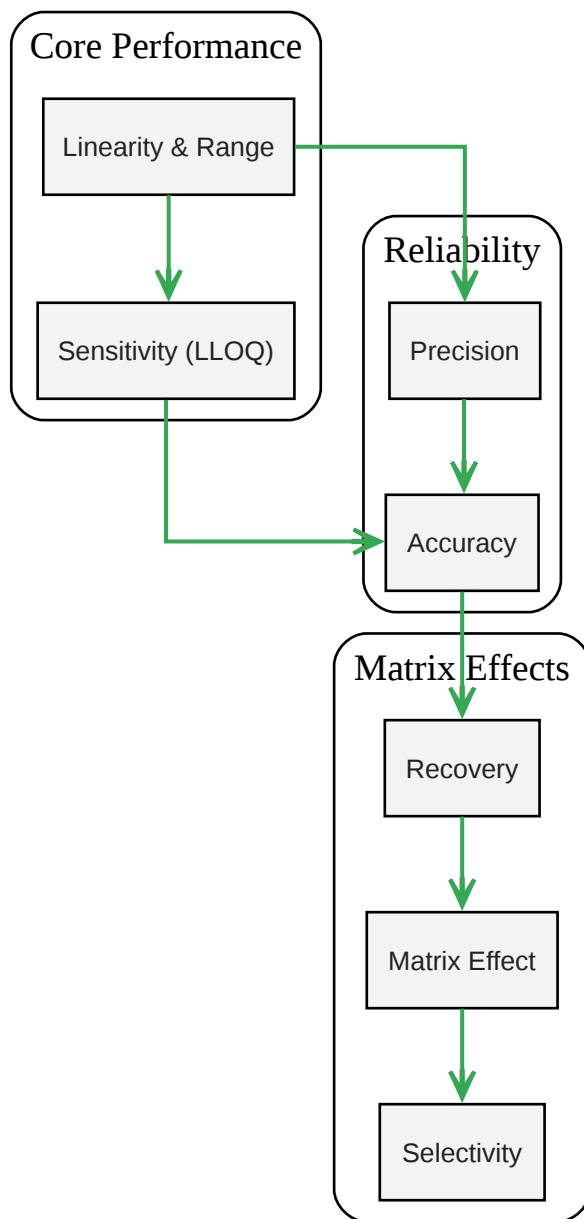 Core Performance
Linearity & Range
Sensitivity (LLOQ)
Reliability
Precision
Accuracy
Matrix Effects
Recovery
Matrix Effect
Selectivity